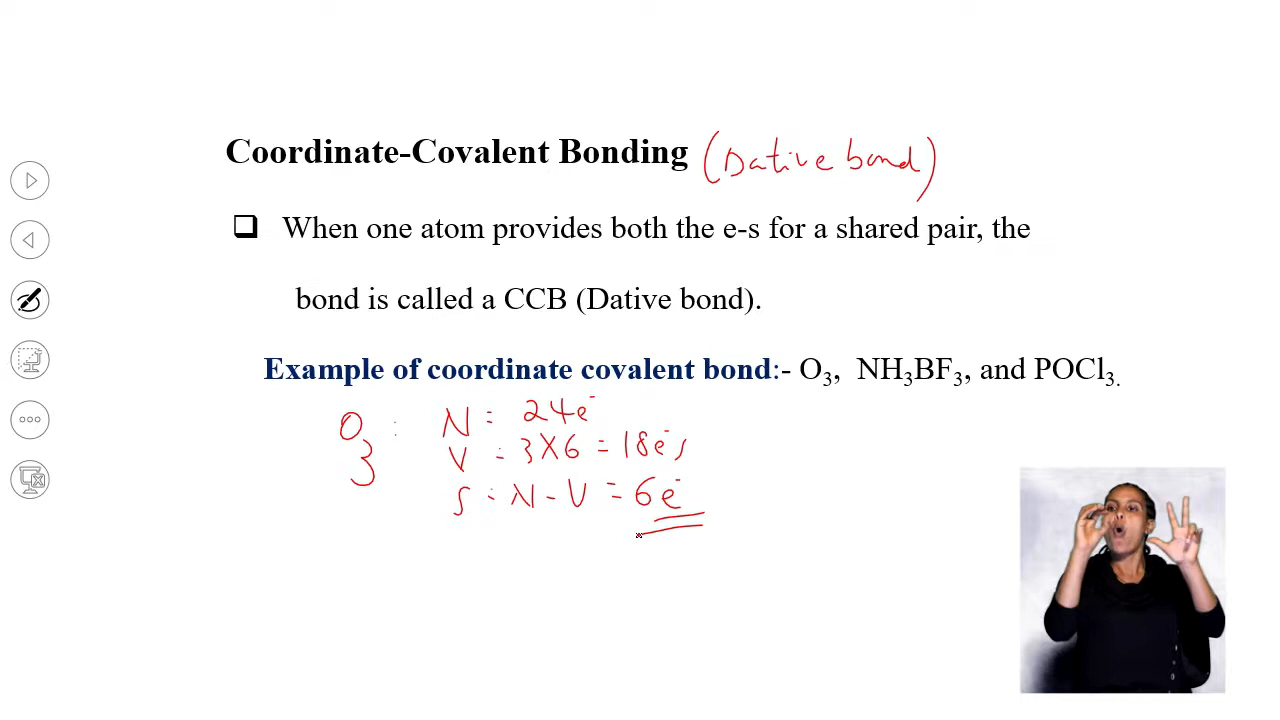 Coordinate-Covalent Bonding (Dative bond)
❑ When one atom provides both the e-s for a shared pair, the
bond is called a CCB (Dative bond).
Example of coordinate covalent bond:- O₃, NH₃BF₃, and POCl₃.
O₃ : N = 24e⁻
V = 3X6 = 18e⁻s
S = N - V = 6e⁻